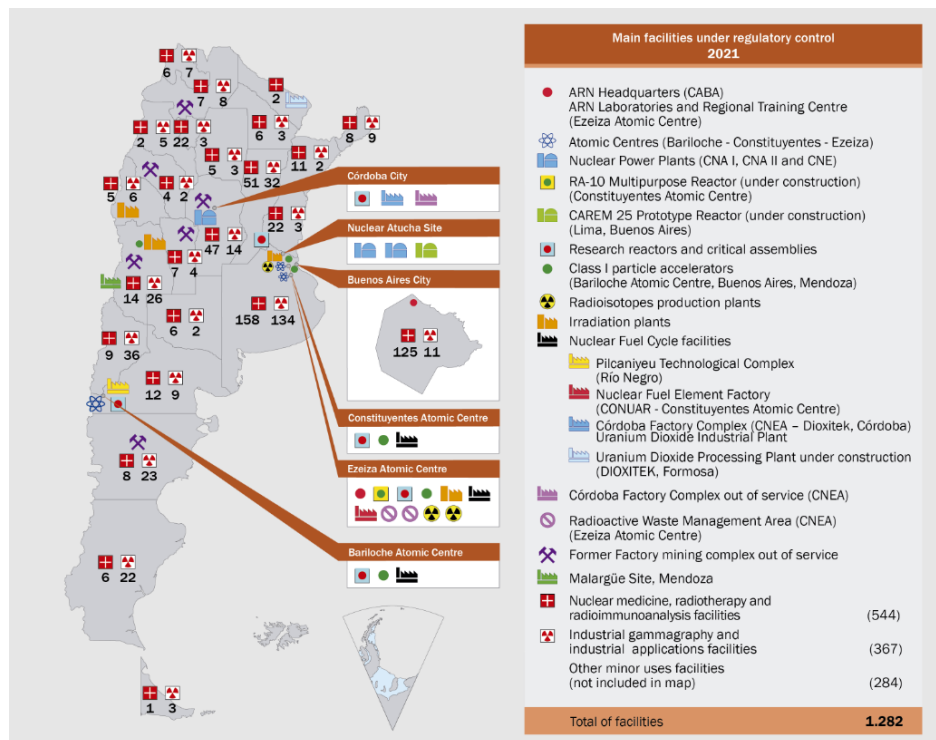 6 7
7 8
2
2 5 22 3
6 3
8 9
5 3
51 32
11 2
5 6
4 2
22 3
47 14
7 4
14 26
6 2
158 134
9 36
12 9
8 23
6 22
1 3
Córdoba City
Nuclear Atucha Site
Buenos Aires City
125 11
Constituyentes Atomic Centre
Ezeiza Atomic Centre
Bariloche Atomic Centre
Main facilities under regulatory control
2021
ARN Headquarters (CABA)
ARN Laboratories and Regional Training Centre
(Ezeiza Atomic Centre)
Atomic Centres (Bariloche - Constituyentes - Ezeiza)
Nuclear Power Plants (CNA I, CNA II and CNE)
RA-10 Multipurpose Reactor (under construction)
(Constituyentes Atomic Centre)
CAREM 25 Prototype Reactor (under construction)
(Lima, Buenos Aires)
Research reactors and critical assemblies
Class I particle accelerators
(Bariloche Atomic Centre, Buenos Aires, Mendoza)
Radioisotopes production plants
Irradiation plants
Nuclear Fuel Cycle facilities
Pilcaniyeu Technological Complex
(Río Negro)
Nuclear Fuel Element Factory
(CONUAR - Constituyentes Atomic Centre)
Córdoba Factory Complex (CNEA – Dioxitek, Córdoba)
Uranium Dioxide Industrial Plant
Uranium Dioxide Processing Plant under construction
(DIOXITEK, Formosa)
Córdoba Factory Complex out of service (CNEA)
Radioactive Waste Management Area (CNEA)
(Ezeiza Atomic Centre)
Former Factory mining complex out of service
Malargüe Site, Mendoza
Nuclear medicine, radiotherapy and
radioimmunoanalysis facilities (544)
Industrial gammagraphy and
industrial applications facilities (367)
Other minor uses facilities
(not included in map) (284)
Total of facilities 1.282